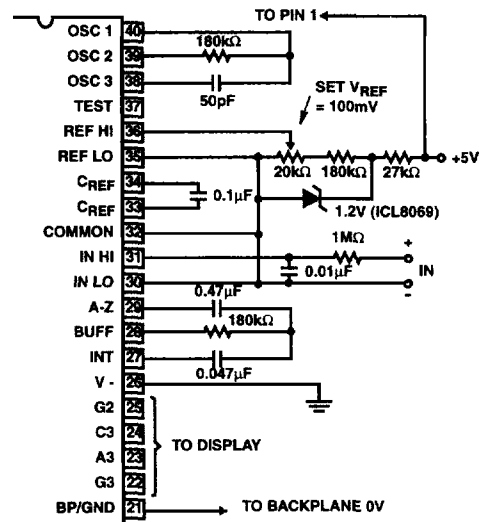 TO PIN 1
OSC 1 40
180kΩ
OSC 2 39
OSC 3 38
50pF
TEST 37
SET VREF
= 100mV
REF HI 36
REF LO 35
+5V
20kΩ 180kΩ 27kΩ
CREF 34
0.1µF
CREF 33
1.2V (ICL8069)
COMMON 32
1MΩ
+
IN HI 31
0.01µF
IN
IN LO 30
-
0.47µF
A-Z 29
180kΩ
BUFF 28
INT 27
0.047µF
V - 26
G2 25
C3 24
TO DISPLAY
A3 23
G3 22
BP/GND 21
TO BACKPLANE 0V